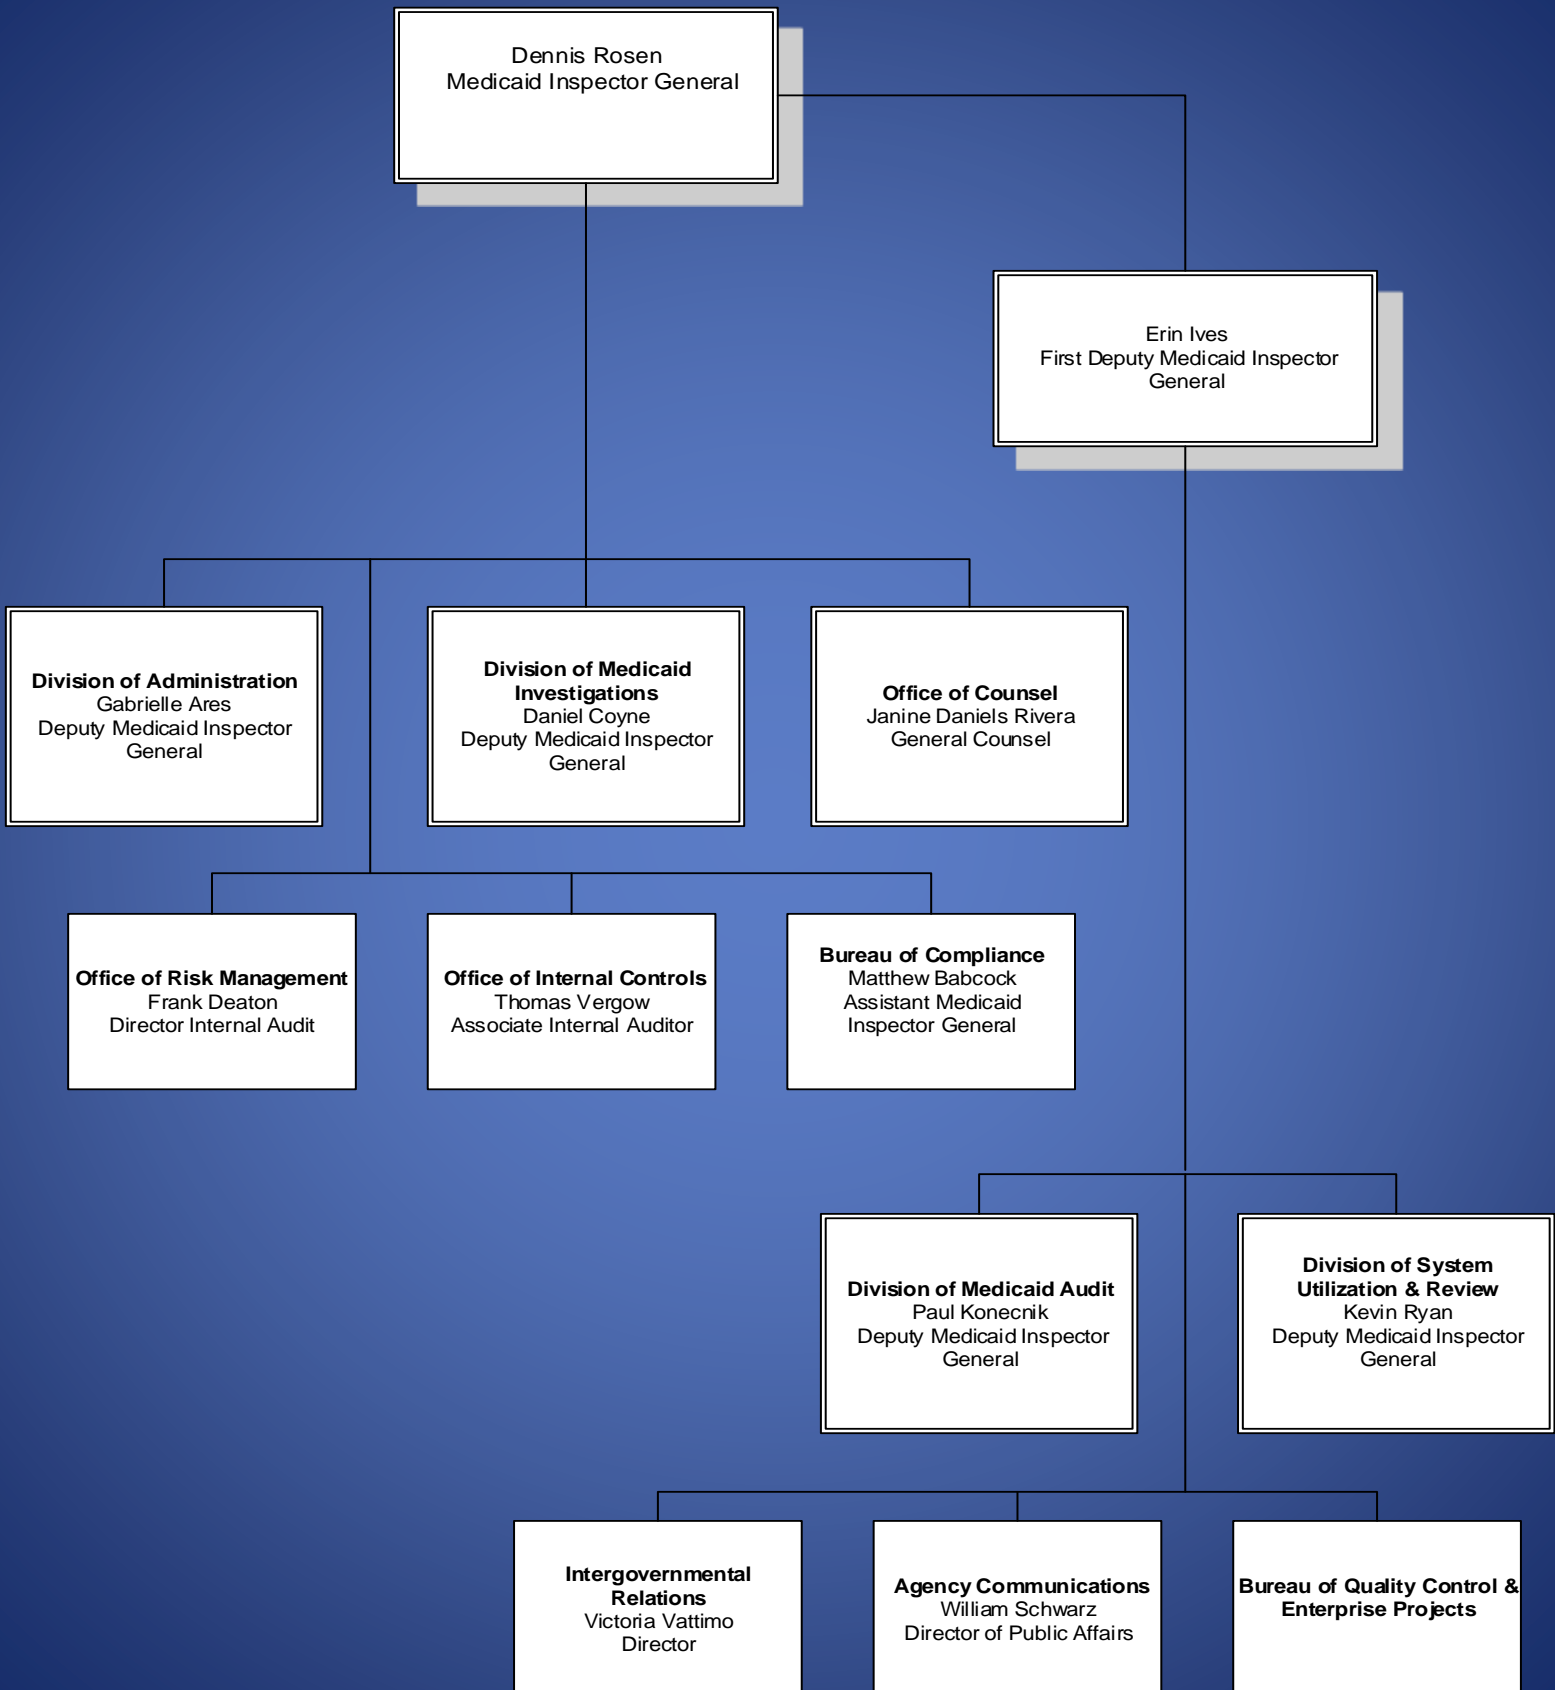 Dennis Rosen
Medicaid Inspector General
Erin Ives
First Deputy Medicaid Inspector
General
Division of Administration
Gabrielle Ares
Deputy Medicaid Inspector
General
Division of Medicaid
Investigations
Daniel Coyne
Deputy Medicaid Inspector
General
Office of Counsel
Janine Daniels Rivera
General Counsel
Office of Risk Management
Frank Deaton
Director Internal Audit
Office of Internal Controls
Thomas Vergow
Associate Internal Auditor
Bureau of Compliance
Matthew Babcock
Assistant Medicaid
Inspector General
Division of Medicaid Audit
Paul Konecnik
Deputy Medicaid Inspector
General
Division of System
Utilization & Review
Kevin Ryan
Deputy Medicaid Inspector
General
Intergovernmental
Relations
Victoria Vattimo
Director
Agency Communications
William Schwarz
Director of Public Affairs
Bureau of Quality Control &
Enterprise Projects